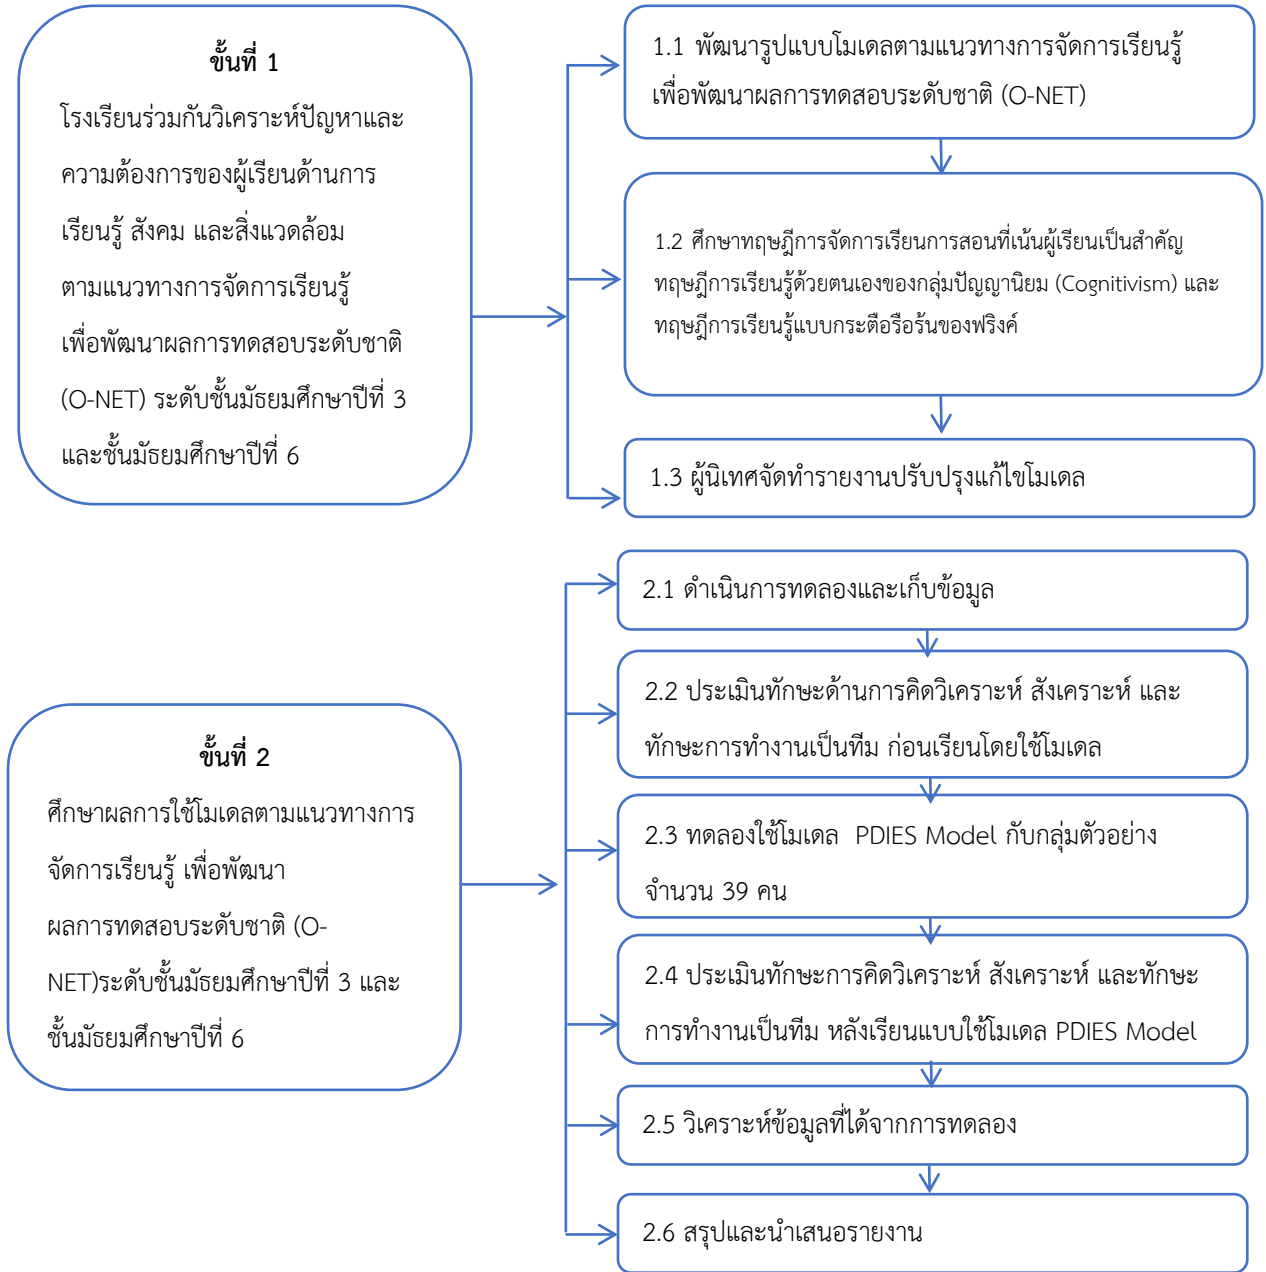 ขั้นที่ 1
โรงเรียนร่วมกันวิเคราะห์ปัญหาและ
ความต้องการของผู้เรียนด้านการ
เรียนรู้ สังคม และสิ่งแวดล้อม
ตามแนวทางการจัดการเรียนรู้
เพื่อพัฒนาผลการทดสอบระดับชาติ
(O-NET) ระดับชั้นมัธยมศึกษาปีที่ 3
และชั้นมัธยมศึกษาปีที่ 6
1.1 พัฒนารูปแบบโมเดลตามแนวทางการจัดการเรียนรู้
เพื่อพัฒนาผลการทดสอบระดับชาติ (O-NET)
1.2 ศึกษาทฤษฎีการจัดการเรียนการสอนที่เน้นผู้เรียนเป็นสำคัญ
ทฤษฎีการเรียนรู้ด้วยตนเองของกลุ่มปัญญานิยม (Cognitivism) และ
ทฤษฎีการเรียนรู้แบบกระตือรือร้นของฟริงค์
1.3 ผู้นิเทศจัดทำรายงานปรับปรุงแก้ไขโมเดล
ขั้นที่ 2
ศึกษาผลการใช้โมเดลตามแนวทางการ
จัดการเรียนรู้ เพื่อพัฒนา
ผลการทดสอบระดับชาติ (O-
NET)ระดับชั้นมัธยมศึกษาปีที่ 3 และ
ชั้นมัธยมศึกษาปีที่ 6
2.1 ดำเนินการทดลองและเก็บข้อมูล
2.2 ประเมินทักษะด้านการคิดวิเคราะห์ สังเคราะห์ และ
ทักษะการทำงานเป็นทีม ก่อนเรียนโดยใช้โมเดล
2.3 ทดลองใช้โมเดล  PDIES Model กับกลุ่มตัวอย่าง
จำนวน 39 คน
2.4 ประเมินทักษะการคิดวิเคราะห์ สังเคราะห์ และทักษะ
การทำงานเป็นทีม หลังเรียนแบบใช้โมเดล PDIES Model
2.5 วิเคราะห์ข้อมูลที่ได้จากการทดลอง
2.6 สรุปและนำเสนอรายงาน